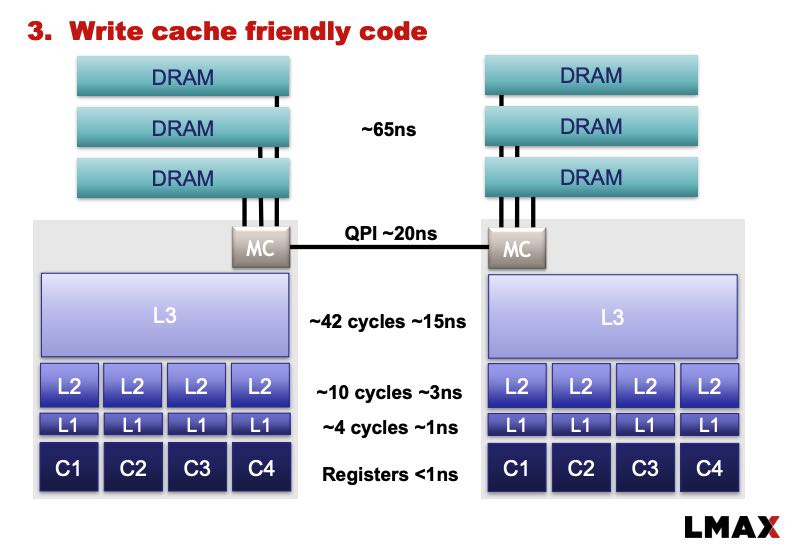 3. Write cache friendly code
DRAM DRAM
DRAM ~65ns DRAM
DRAM DRAM
MC QPI ~20ns MC
L3 ~42 cycles ~15ns L3
L2 L2 L2 L2 ~10 cycles ~3ns L2 L2 L2 L2
L1 L1 L1 L1 ~4 cycles ~1ns L1 L1 L1 L1
C1 C2 C3 C4 Registers <1ns C1 C2 C3 C4
LMAX